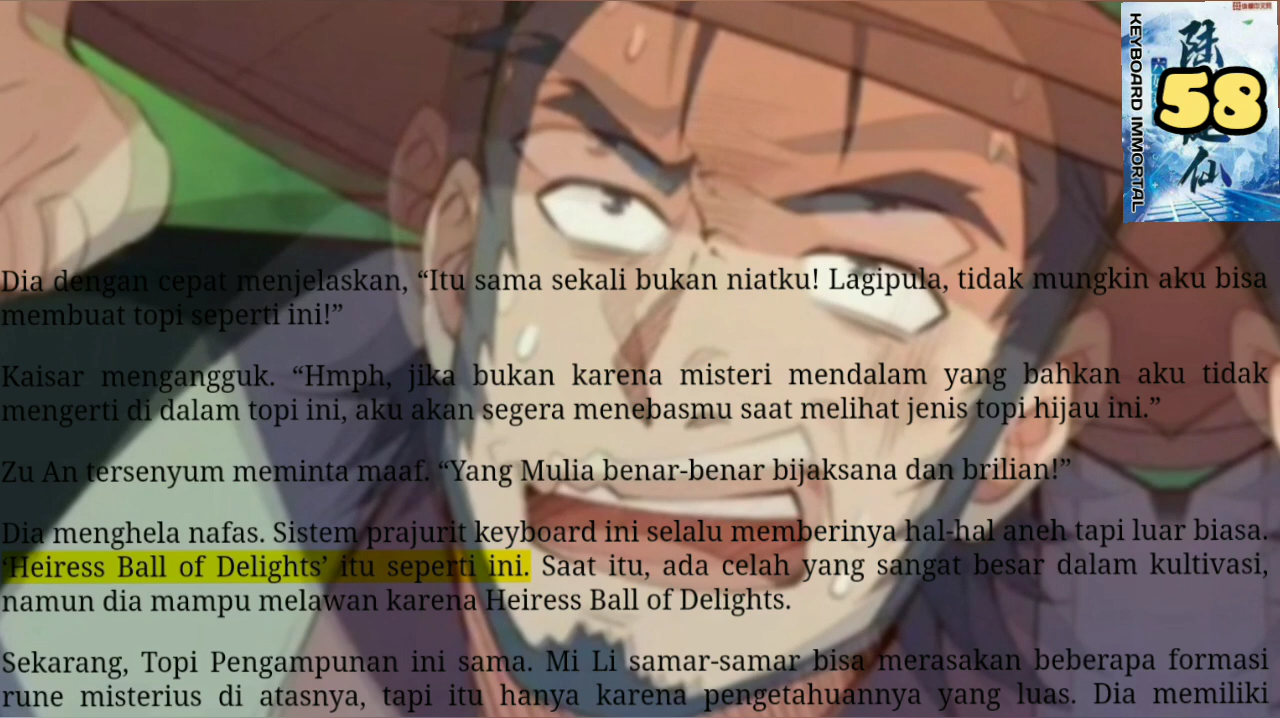 KEYBOARD IMMORTAL
58
Dia dengan cepat menjelaskan, “Itu sama sekali bukan niatku! Lagipula, tidak mungkin aku bisa
membuat topi seperti ini!”
Kaisar mengangguk. “Hmph, jika bukan karena misteri mendalam yang bahkan aku tidak
mengerti di dalam topi ini, aku akan segera menebasmu saat melihat jenis topi hijau ini.”
Zu An tersenyum meminta maaf. “Yang Mulia benar-benar bijaksana dan brilian!”
Dia menghela nafas. Sistem prajurit keyboard ini selalu memberinya hal-hal aneh tapi luar biasa.
‘Heiress Ball of Delights’ itu seperti ini. Saat itu, ada celah yang sangat besar dalam kultivasi,
namun dia mampu melawan karena Heiress Ball of Delights.
Sekarang, Topi Pengampunan ini sama. Mi Li samar-samar bisa merasakan beberapa formasi
rune misterius di atasnya, tapi itu hanya karena pengetahuannya yang luas. Dia memiliki